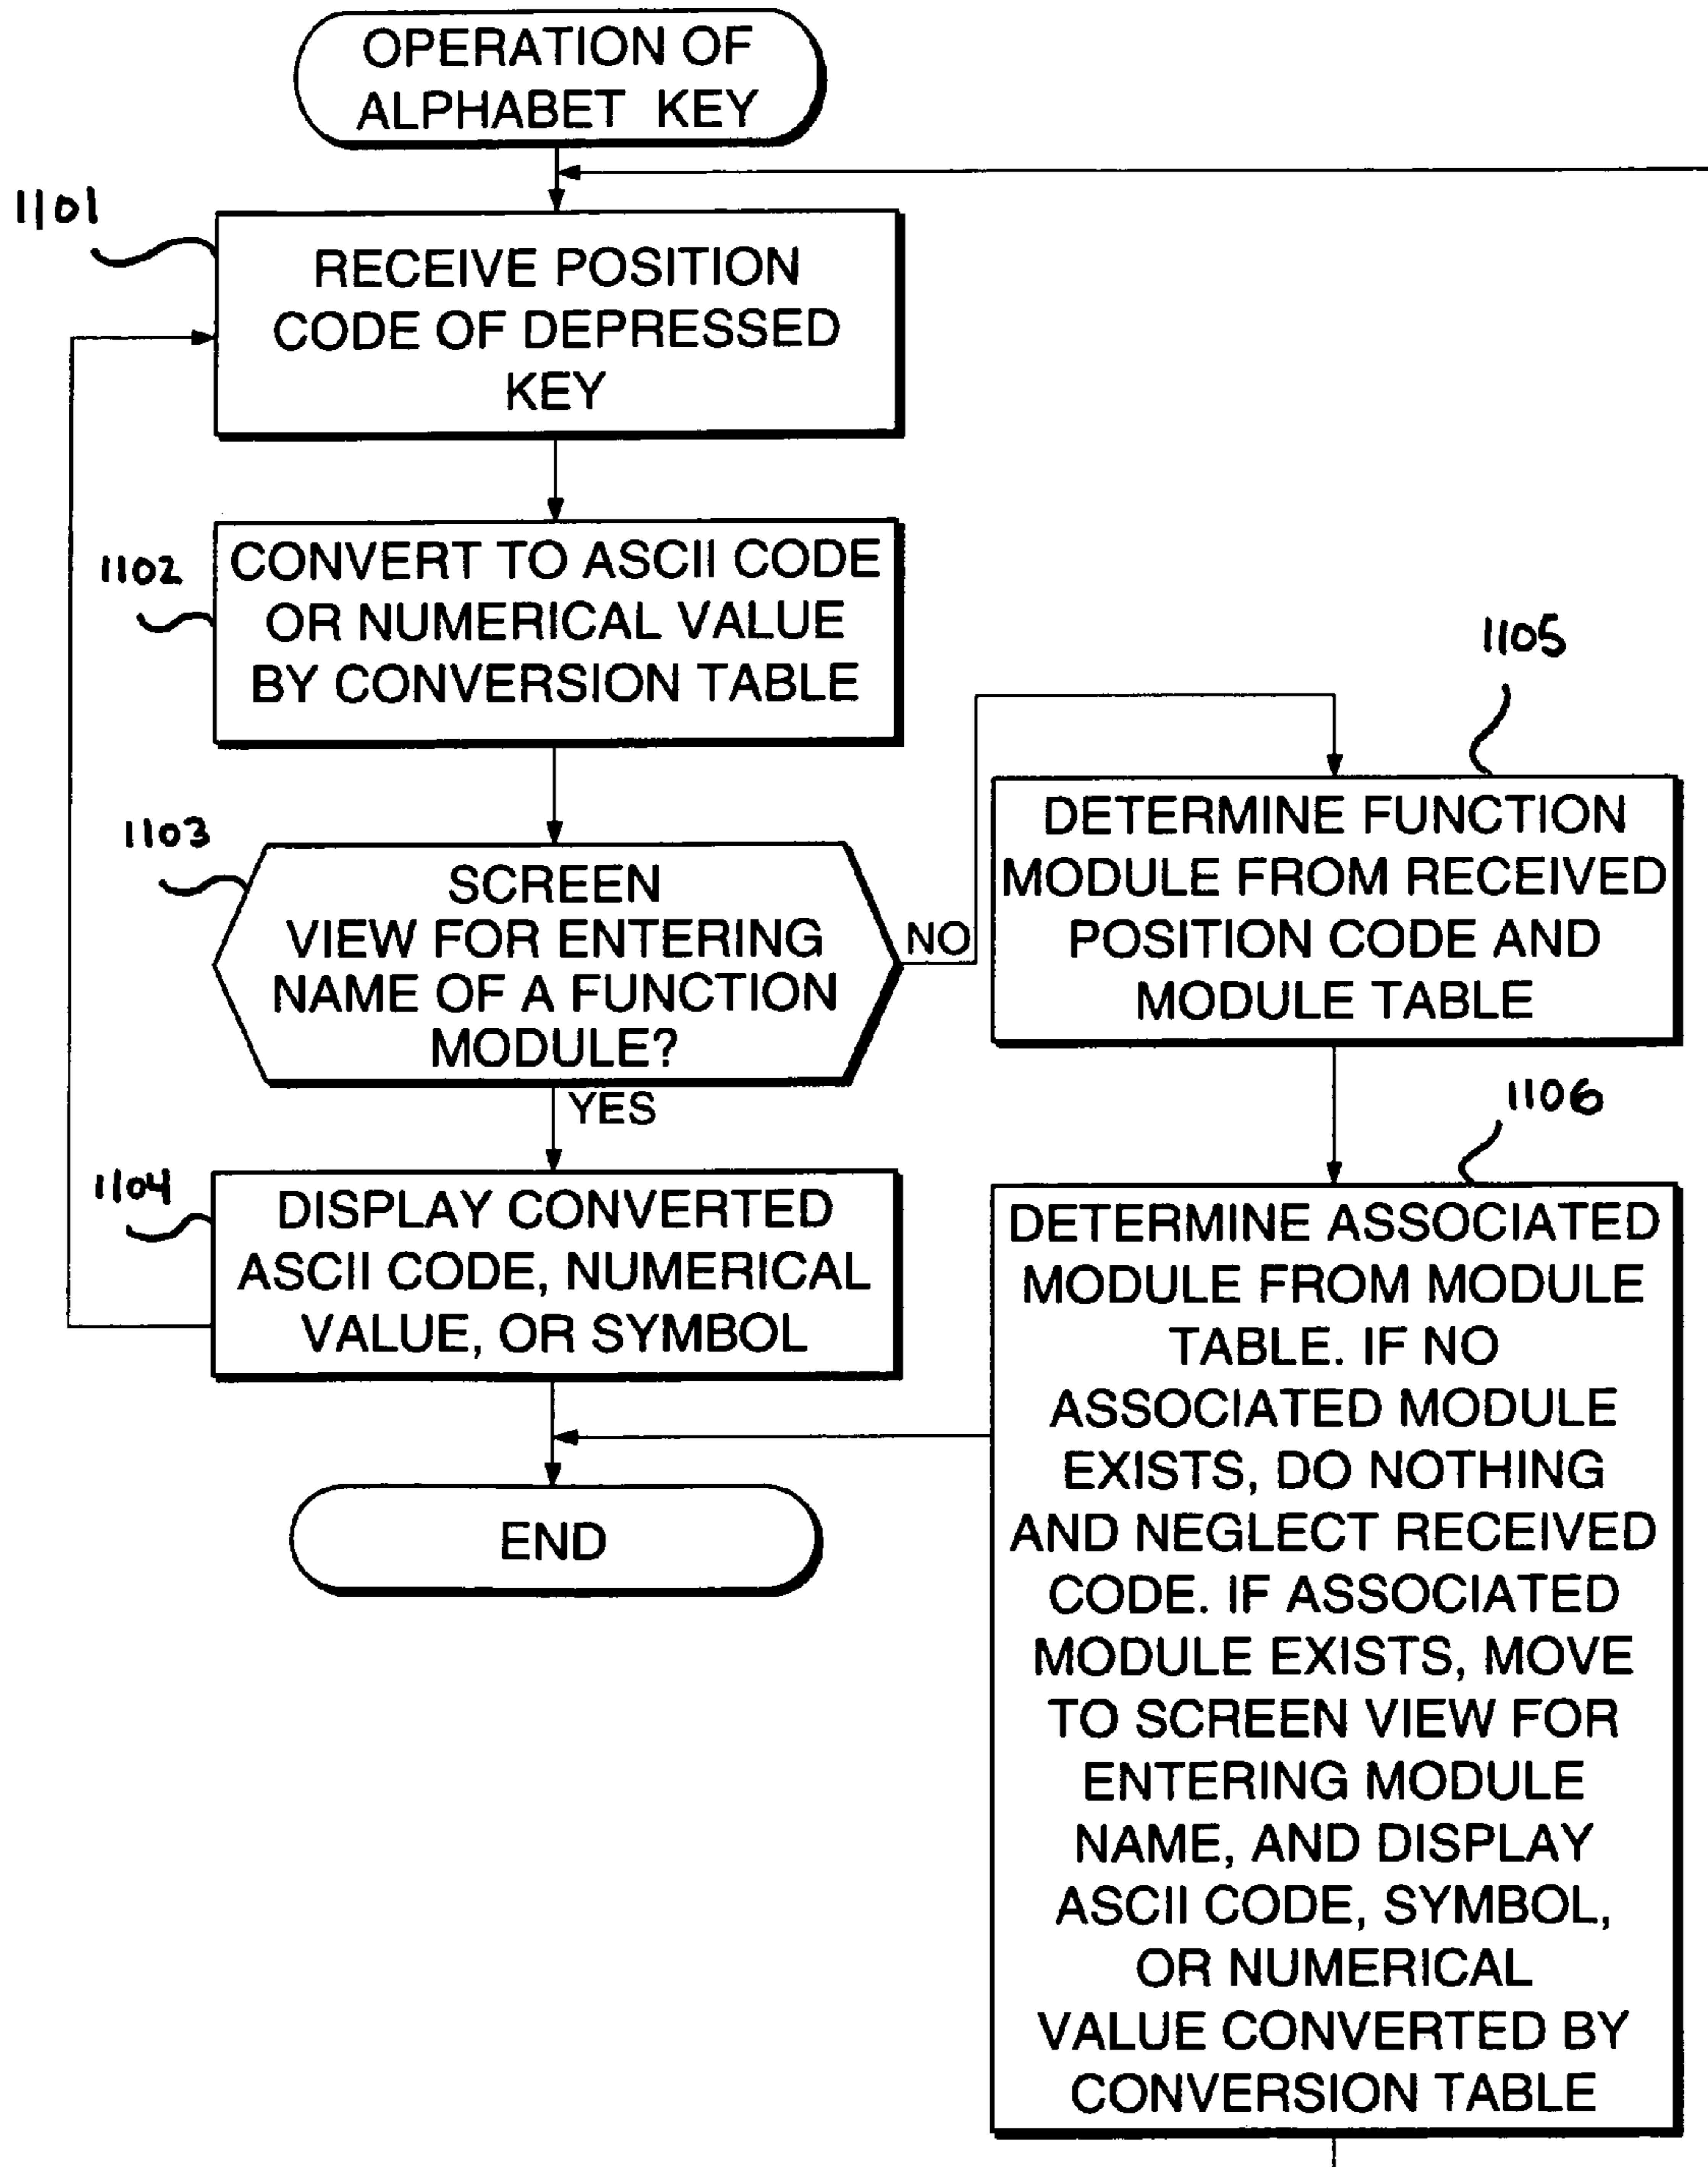 OPERATION OF
ALPHABET KEY
1101
RECEIVE POSITION
CODE OF DEPRESSED
KEY
1102
CONVERT TO ASCII CODE
OR NUMERICAL VALUE
BY CONVERSION TABLE
1103
SCREEN
VIEW FOR ENTERING
NAME OF A FUNCTION
MODULE?
NO
YES
1104
DISPLAY CONVERTED
ASCII CODE, NUMERICAL
VALUE, OR SYMBOL
END
1105
DETERMINE FUNCTION
MODULE FROM RECEIVED
POSITION CODE AND
MODULE TABLE
1106
DETERMINE ASSOCIATED
MODULE FROM MODULE
TABLE. IF NO
ASSOCIATED MODULE
EXISTS, DO NOTHING
AND NEGLECT RECEIVED
CODE. IF ASSOCIATED
MODULE EXISTS, MOVE
TO SCREEN VIEW FOR
ENTERING MODULE
NAME, AND DISPLAY
ASCII CODE, SYMBOL,
OR NUMERICAL
VALUE CONVERTED BY
CONVERSION TABLE